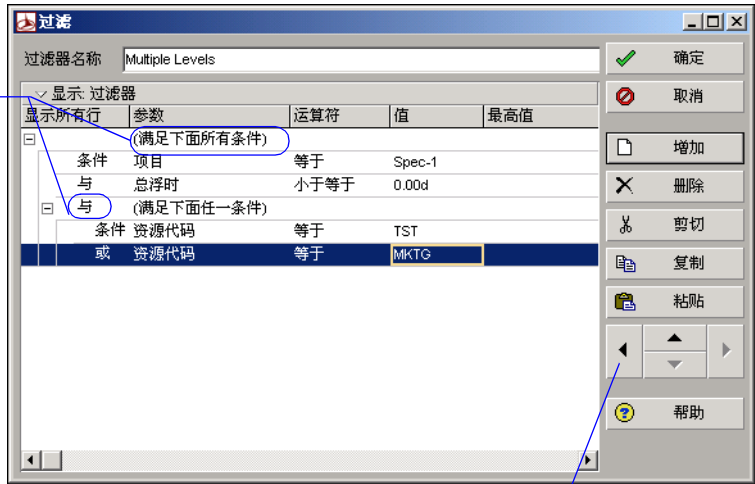 过滤
过滤器名称 Multiple Levels
显示: 过滤器
显示所有行 参数 运算符 值 最高值
(满足下面所有条件)
条件 项目 等于 Spec-1
与 总浮时 小于等于 0.00d
与 (满足下面任一条件)
条件 资源代码 等于 TST
或 资源代码 等于 MKTG
确定
取消
增加
删除
剪切
复制
粘贴
帮助